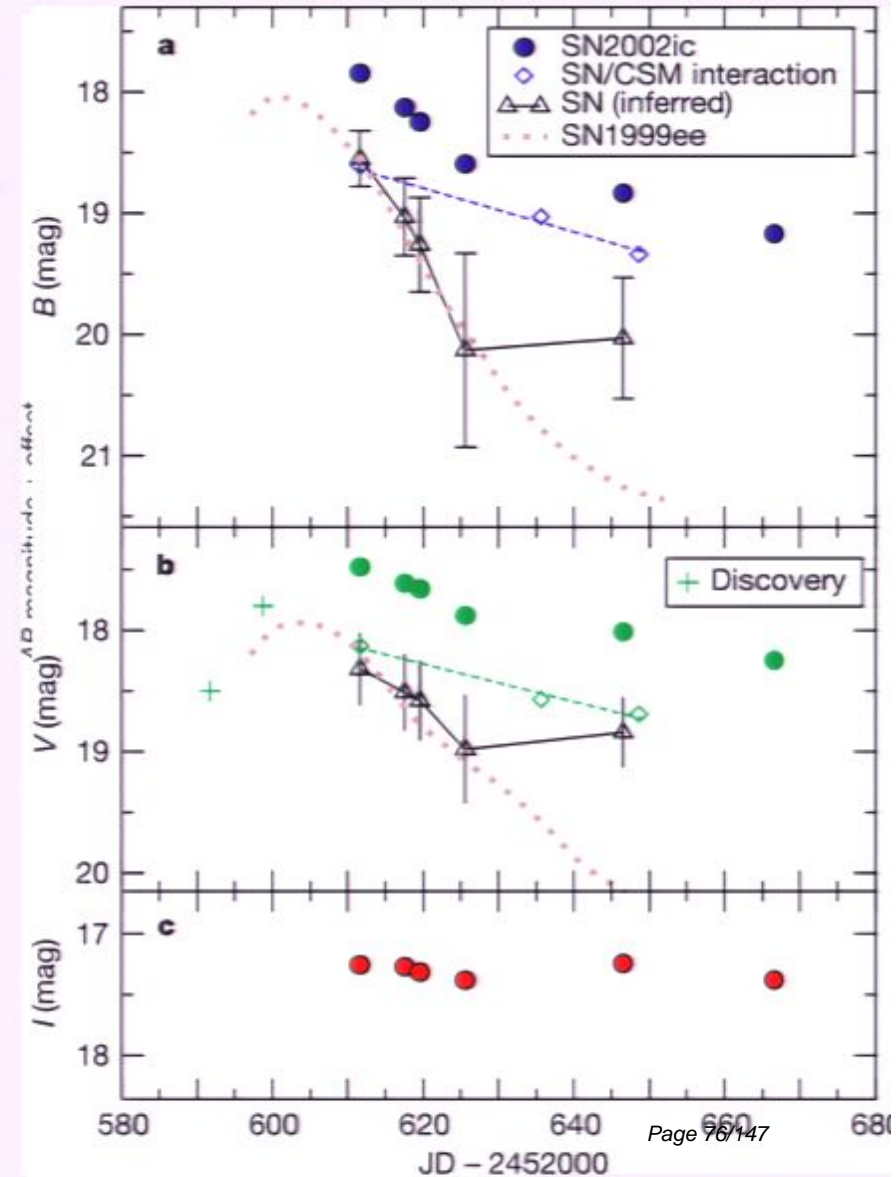 a
SN2002ic
SN/CSM interaction
SN (inferred)
SN1999ee
18
19
20
21
B (mag)
b
Discovery
18
19
20
V (mag)
c
17
18
I (mag)
580 600 620 640 660 680
Page 76/147
JD – 2452000